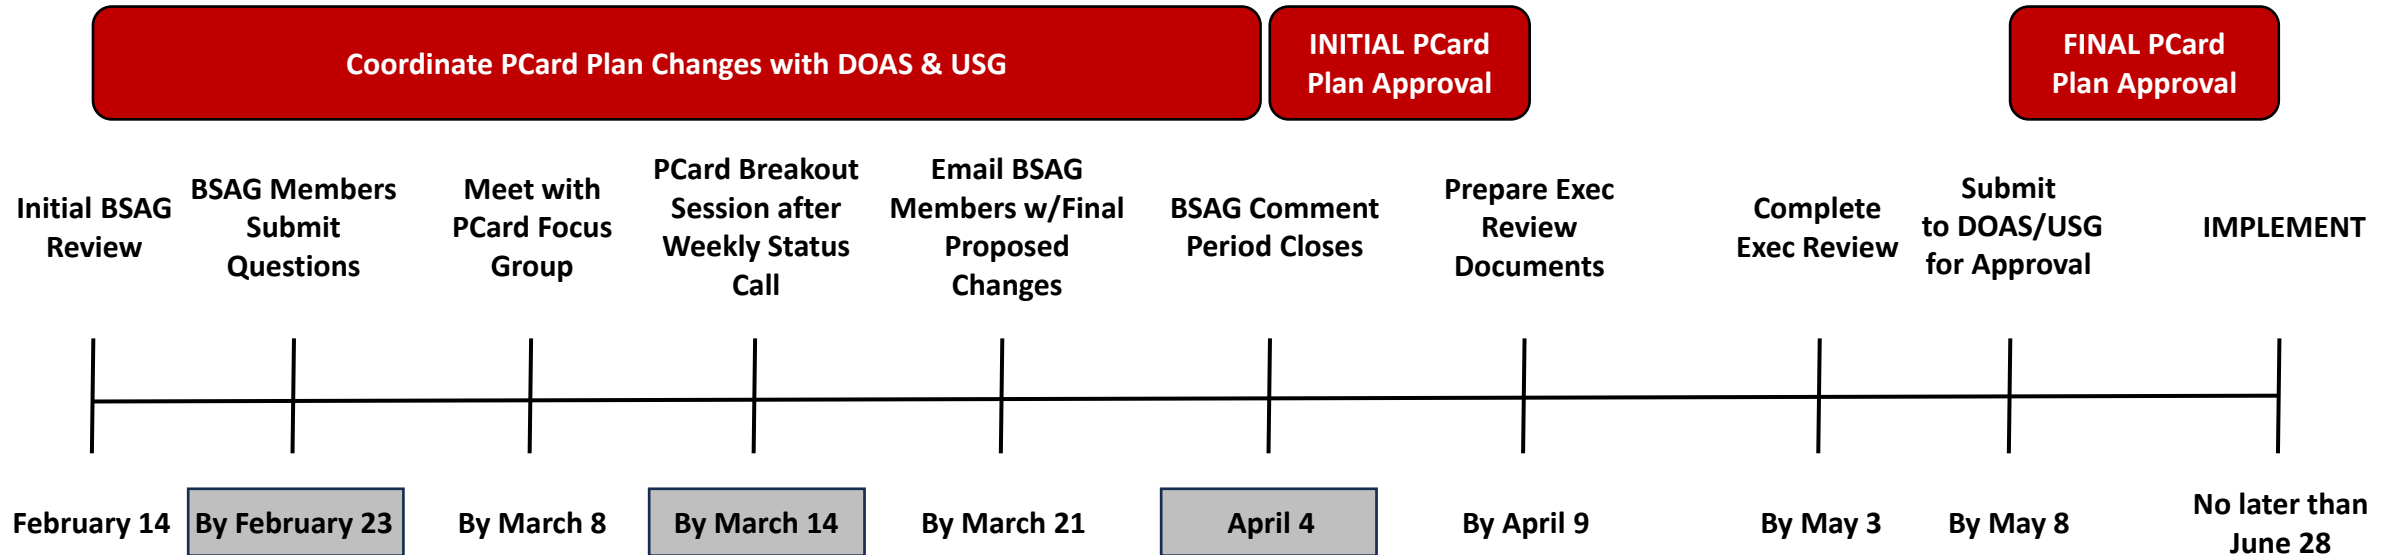 Coordinate PCard Plan Changes with DOAS & USG
INITIAL PCard
Plan Approval
FINAL PCard
Plan Approval
Initial BSAG
Review
BSAG Members
Submit
Questions
Meet with
PCard Focus
Group
PCard Breakout
Session after
Weekly Status
Call
Email BSAG
Members w/Final
Proposed
Changes
BSAG Comment
Period Closes
Prepare Exec
Review
Documents
Complete
Exec Review
Submit
to DOAS/USG
for Approval
IMPLEMENT
February 14
By February 23
By March 8
By March 14
By March 21
April 4
By April 9
By May 3
By May 8
No later than
June 28